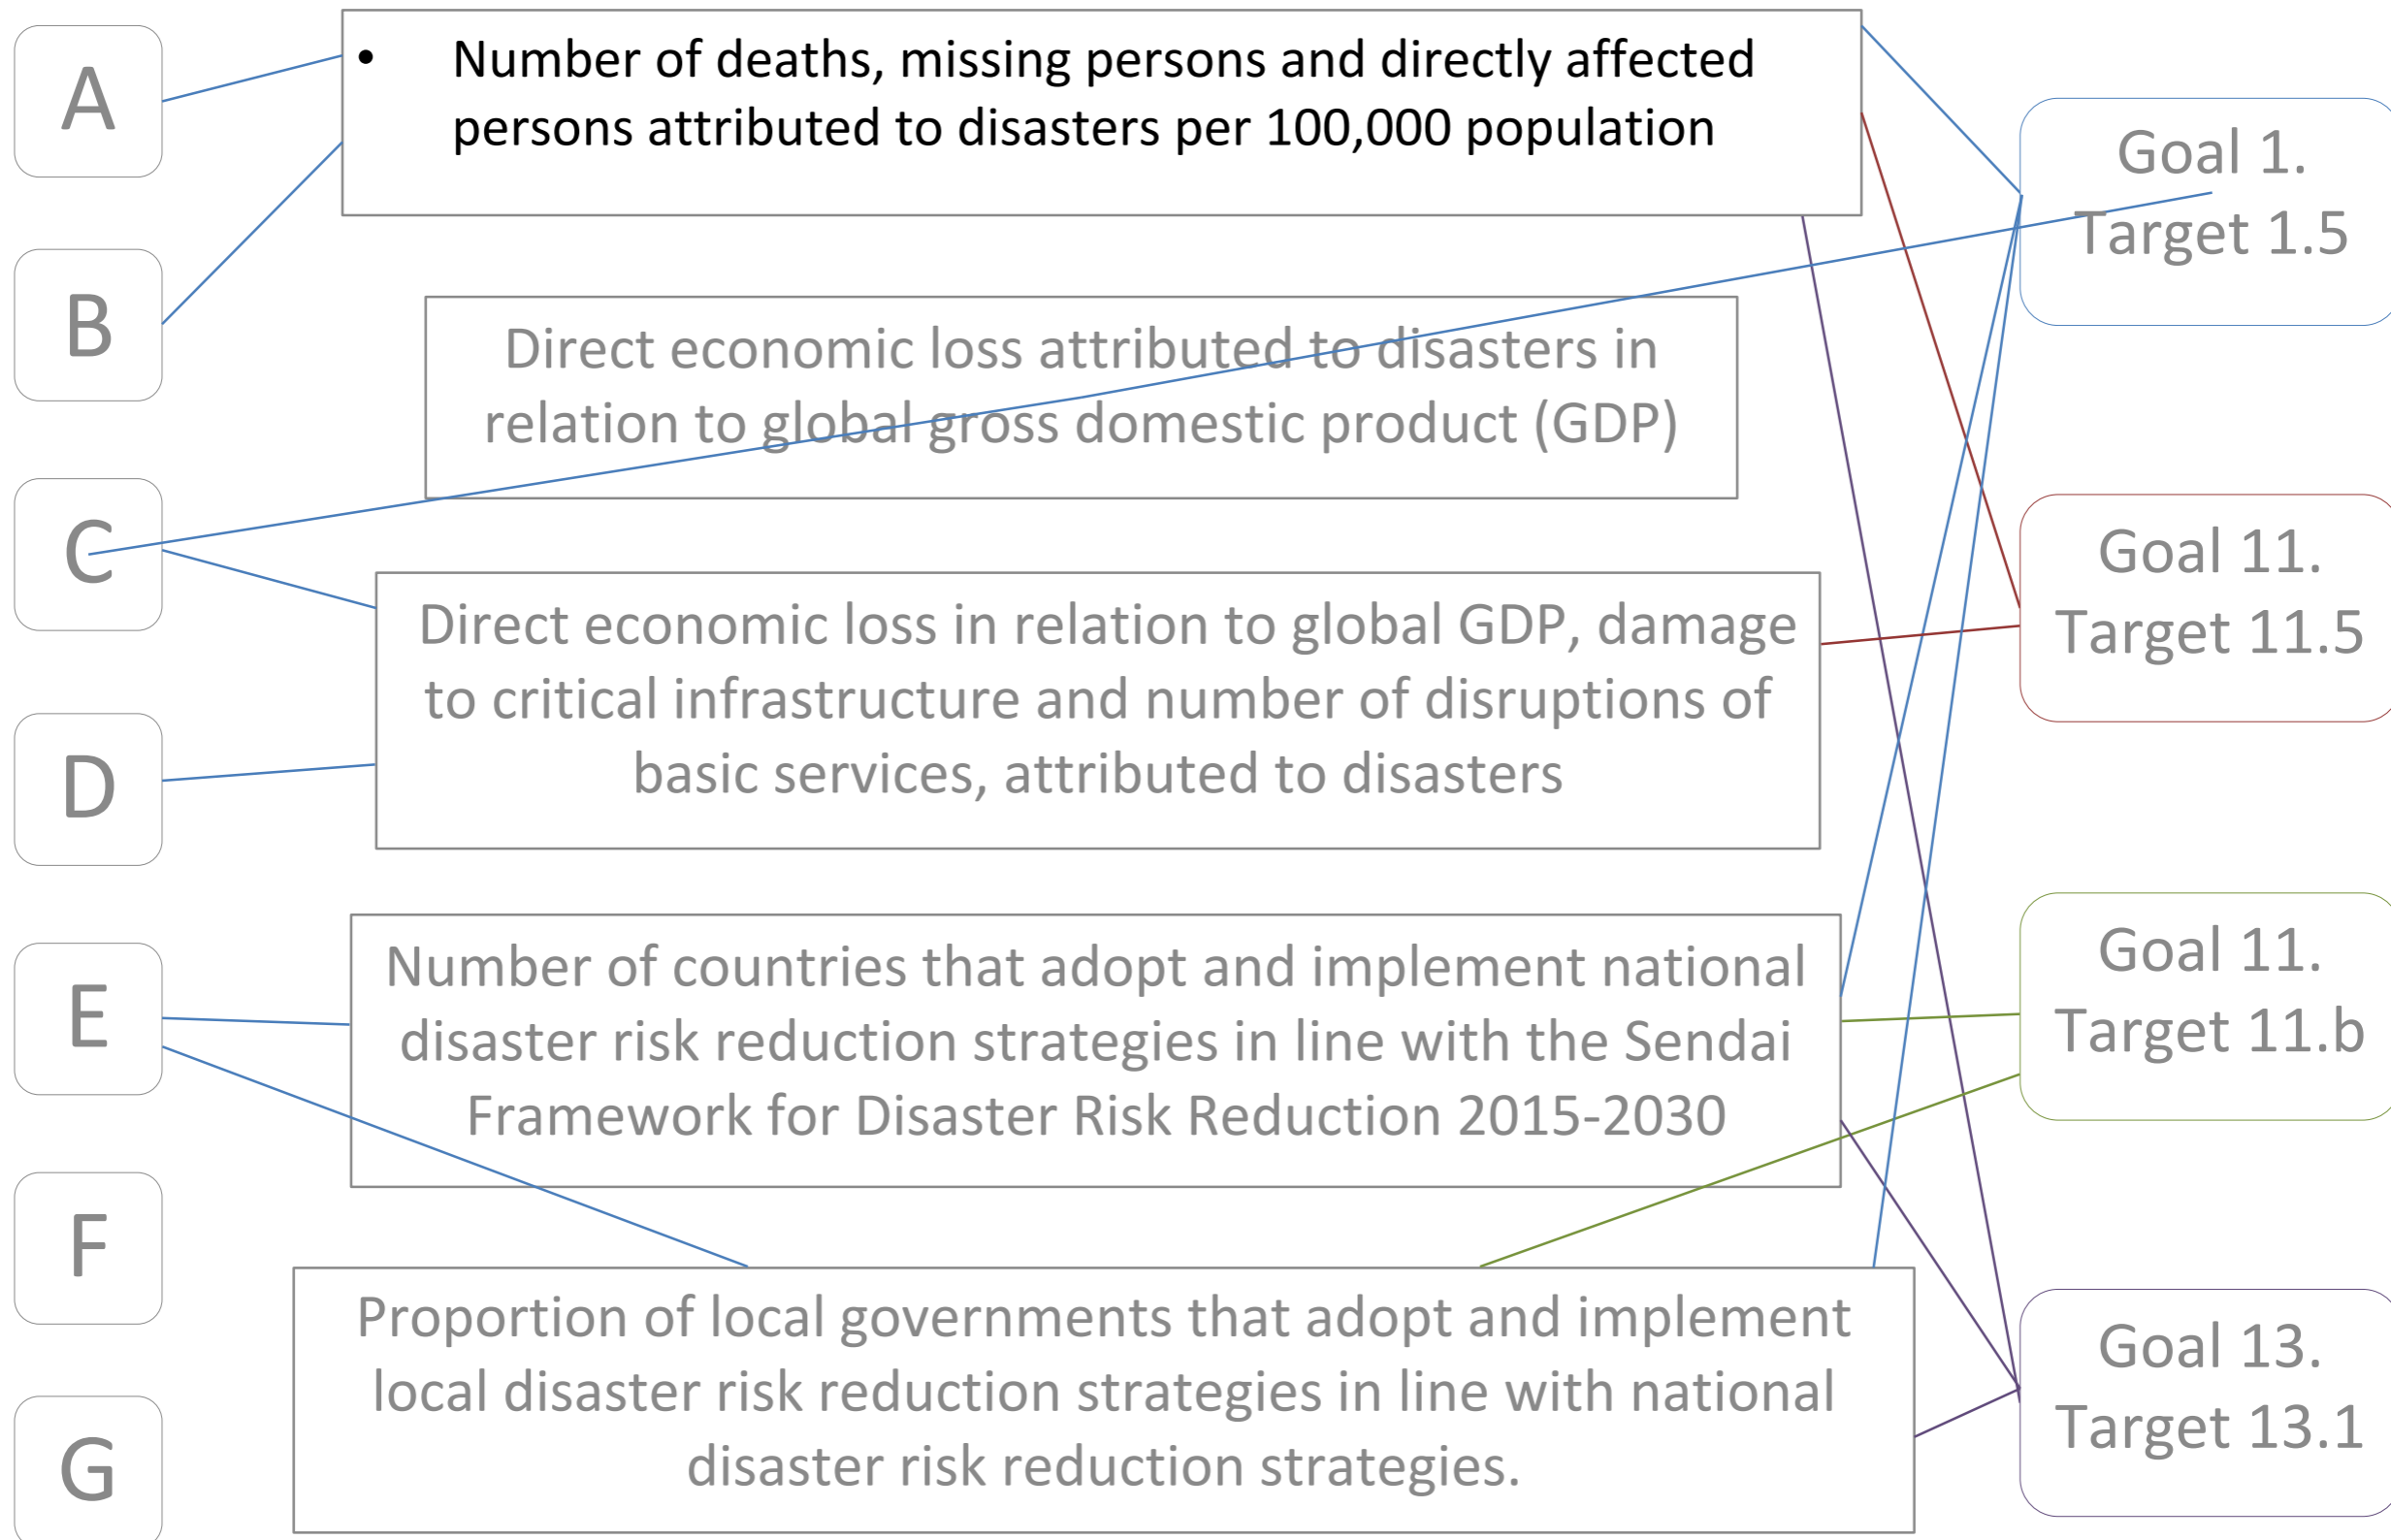 A
B
C
D
E
F
G
• Number of deaths, missing persons and directly affected
persons attributed to disasters per 100,000 population
Direct economic loss attributed to disasters in
relation to global gross domestic product (GDP)
Direct economic loss in relation to global GDP, damage
to critical infrastructure and number of disruptions of
basic services, attributed to disasters
Number of countries that adopt and implement national
disaster risk reduction strategies in line with the Sendai
Framework for Disaster Risk Reduction 2015-2030
Proportion of local governments that adopt and implement
local disaster risk reduction strategies in line with national
disaster risk reduction strategies.
Goal 1.
Target 1.5
Goal 11.
Target 11.5
Goal 11.
Target 11.b
Goal 13.
Target 13.1